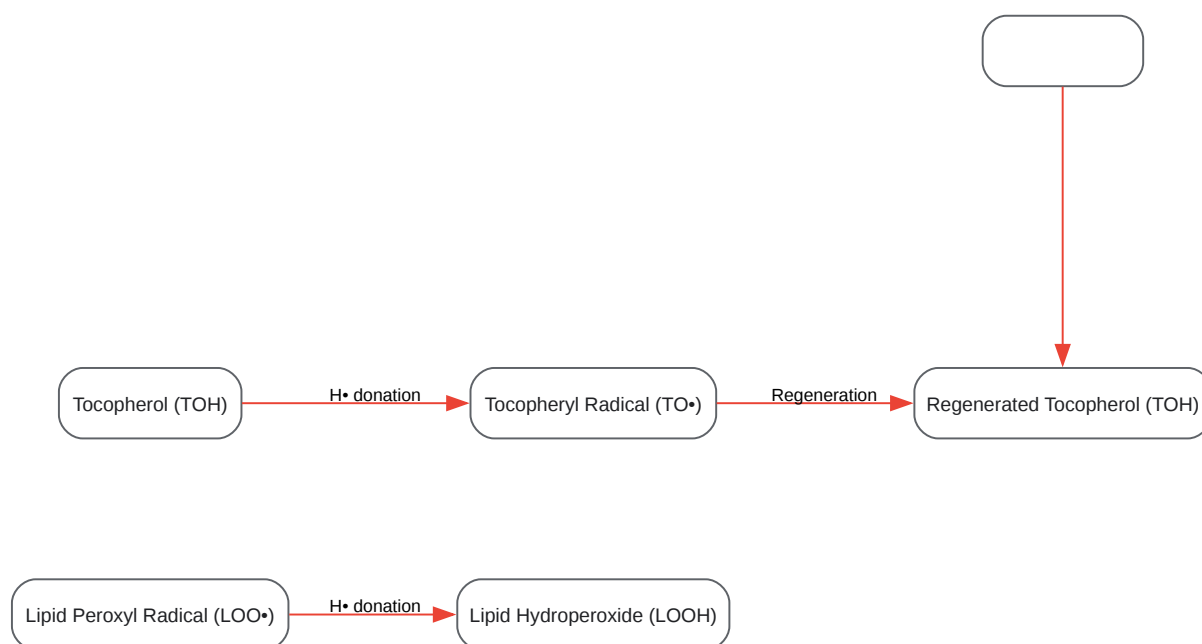 Tocopherol (TOH)
H• donation
Tocopheryl Radical (TO•)
Regeneration
Regenerated Tocopherol (TOH)
Lipid Peroxyl Radical (LOO•)
H• donation
Lipid Hydroperoxide (LOOH)